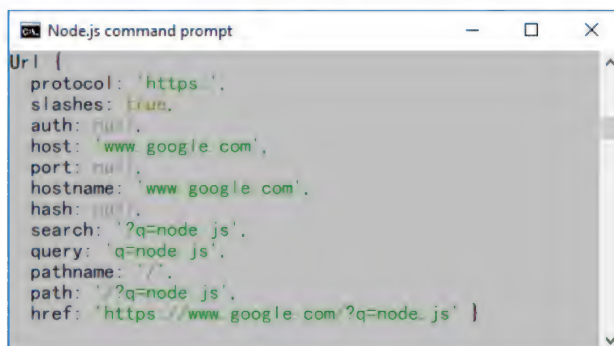 Node.js command prompt
Url {
protocol: 'https:',
slashes: true,
auth: null,
host: 'www.google.com',
port: null,
hostname: 'www.google.com',
hash: null,
search: '?q=node.js',
query: 'q=node.js',
pathname: '/',
path: '/?q=node.js',
href: 'https://www.google.com/?q=node.js' }